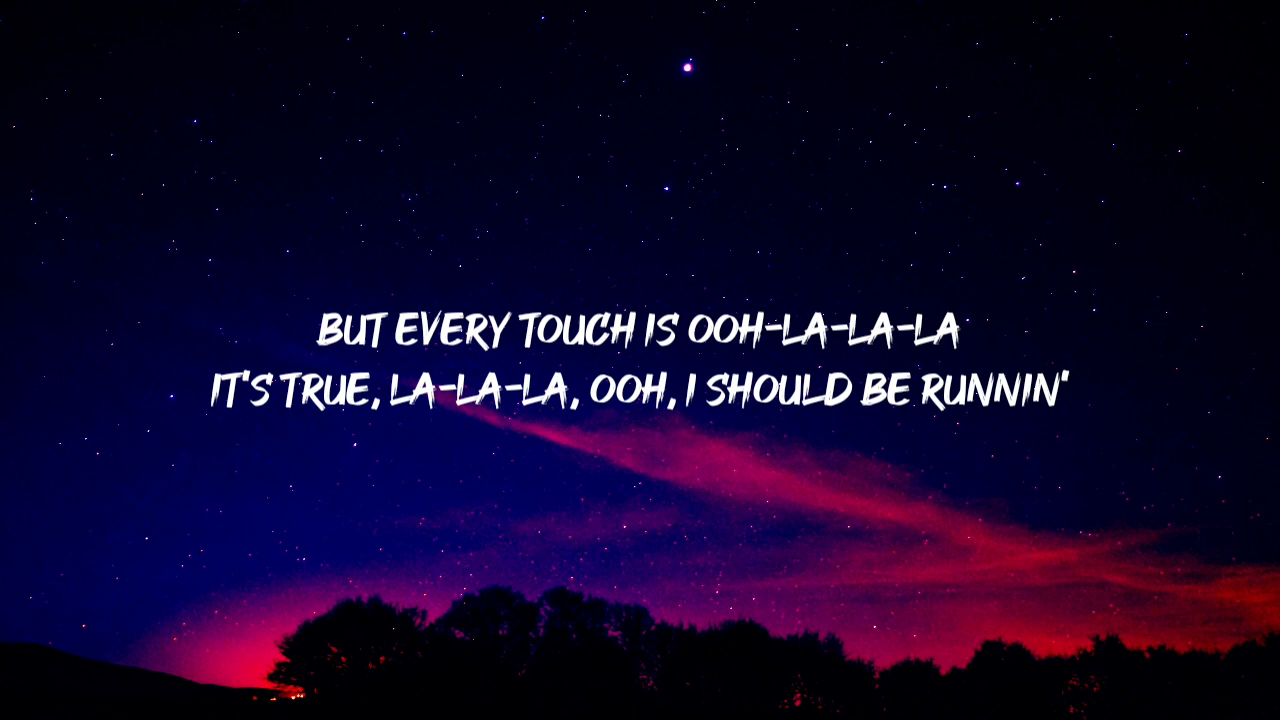 BUT EVERY TOUCH IS OOH-LA-LA-LA
IT'S TRUE, LA-LA-LA, OOH, I SHOULD BE RUNNIN'